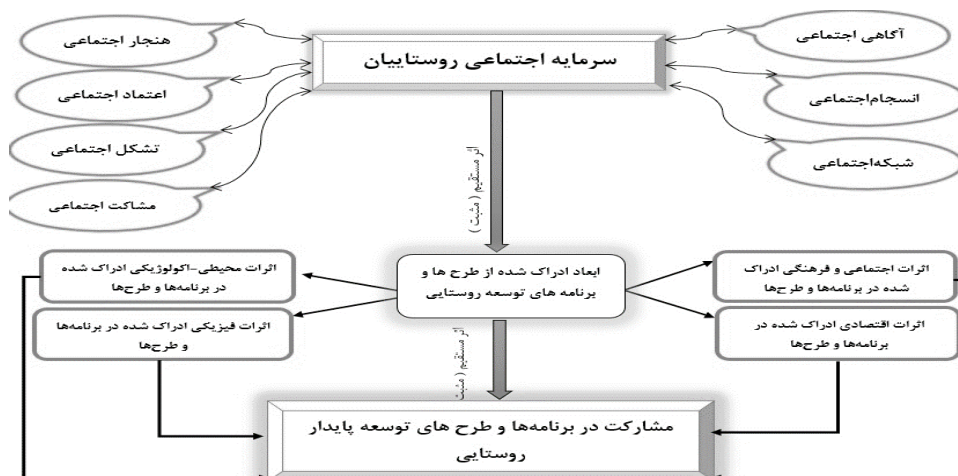 هنجار اجتماعی
آگاهی اجتماعی
سرمایه اجتماعی روستاییان
اعتماد اجتماعی
انسجام‌اجتماعی
تشکل اجتماعی
شبکه‌اجتماعی
مشاکت اجتماعی
اثر مستقیم ( مثبت )
اثرات اجتماعی و فرهنگی ادراک
شده در برنامه‌ها و طرح‌ها
ابعاد ادراک شده از طرح ها و
برنامه های توسعه روستایی
اثرات محیطی-اکولوژیکی ادراک شده
در برنامه‌ها و طرح‌ها
اثرات اقتصادی ادراک شده در
برنامه‌ها و طرح‌ها
اثرات فیزیکی ادراک شده در برنامه‌ها
و طرح‌ها
اثر مستقیم ( مثبت
مشارکت در برنامه‌ها و طرح های توسعه پایدار
روستایی